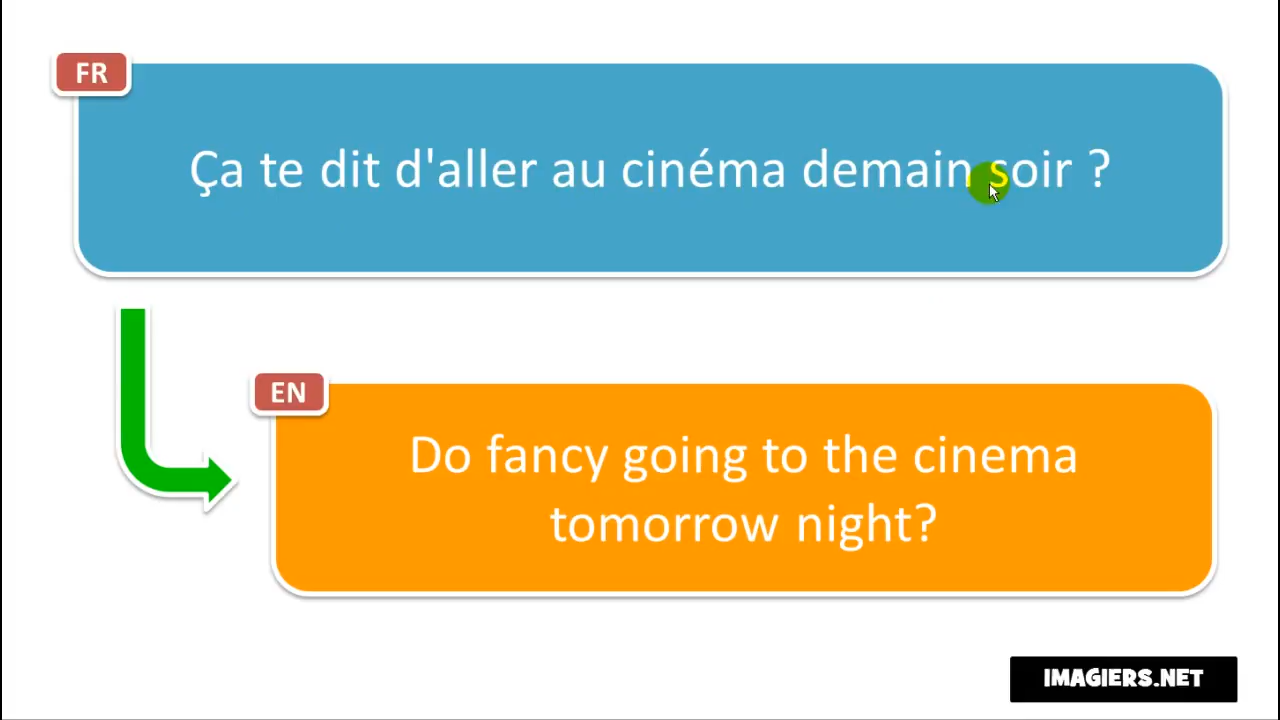 FR
Ça te dit d'aller au cinéma demain soir ?
EN
Do fancy going to the cinema
tomorrow night?
IMAGIERS.NET